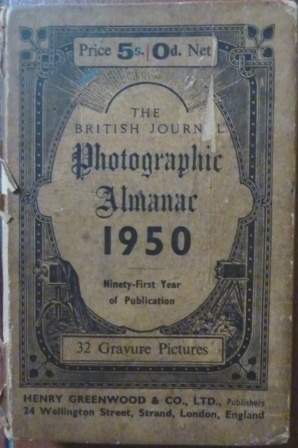 Price 5s. 0d. Net
THE
BRITISH JOURNAL
Photographic
Almanac
1950
Ninety-First Year
of Publication
32 Gravure Pictures
HENRY GREENWOOD & CO., LTD., Publishers
24 Wellington Street, Strand, London, England